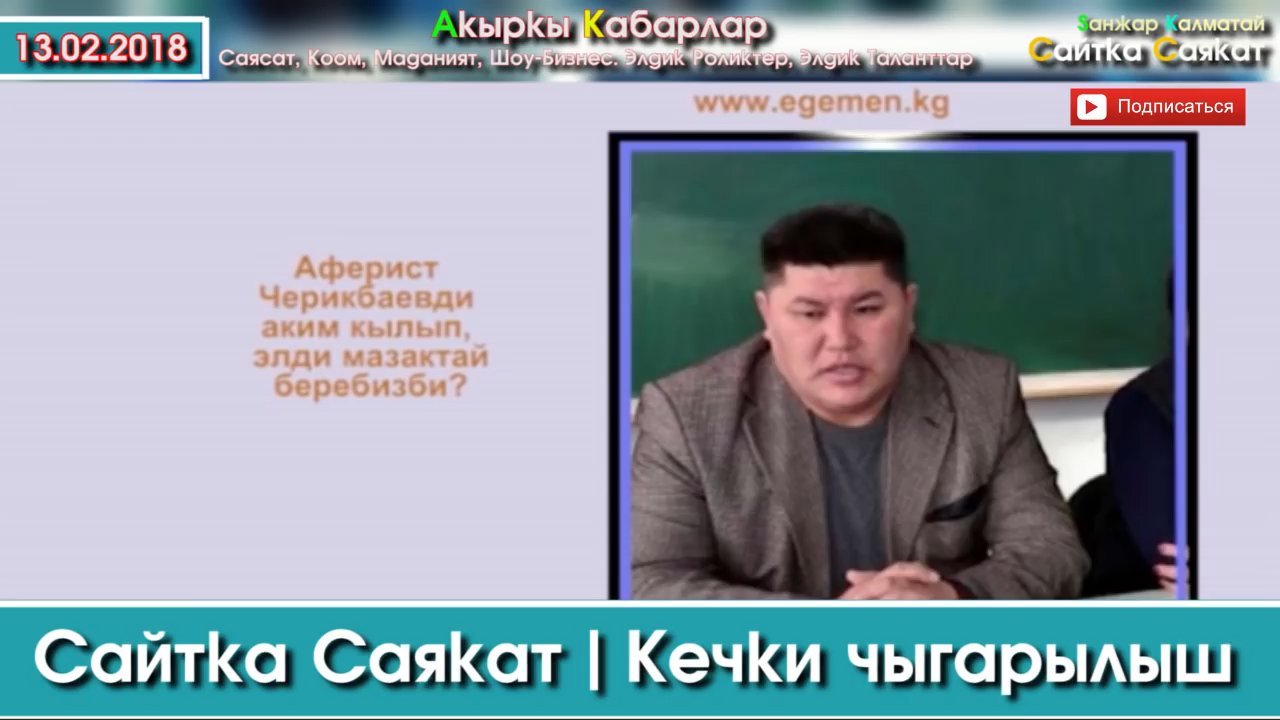 13.02.2018
Акыркы Кабарлар
Саясат, Коом, Маданият, Шоу-Бизнес. Элдик Роликтер, Элдик Таланттар
Sанжар Калматай
Сайтка Саякат
www.egemen.kg
Подписаться
Аферист
Черикбаевди
аким кылып,
элди мазактай
беребизби?
Сайтка Саякат | Кечки чыгарылыш